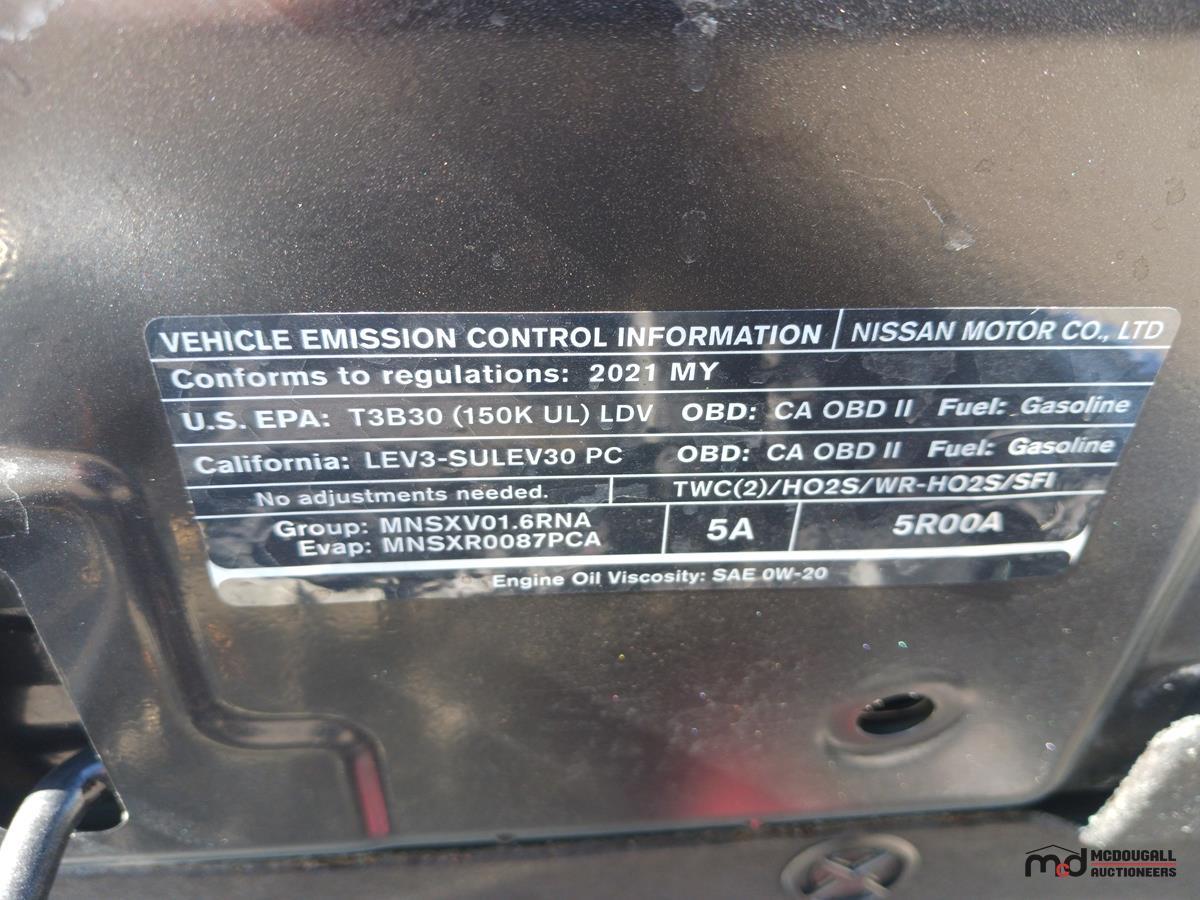 VEHICLE EMISSION CONTROL INFORMATION NISSAN MOTOR CO., LTD
Conforms to regulations: 2021 MY
U.S. EPA: T3B30 (150K UL) LDV OBD: CA OBD II Fuel: Gasoline
California: LEV3-SULEV30 PC OBD: CA OBD II Fuel: Gasoline
No adjustments needed. TWC(2)/HO2S/WR-HO2S/SFI
Group: MNSXV01.6RNA
Evap: MNSXR0087PCA
5A
5R00A
Engine Oil Viscosity: SAE 0W-20
mcd MCDOUGALL
AUCTIONEERS